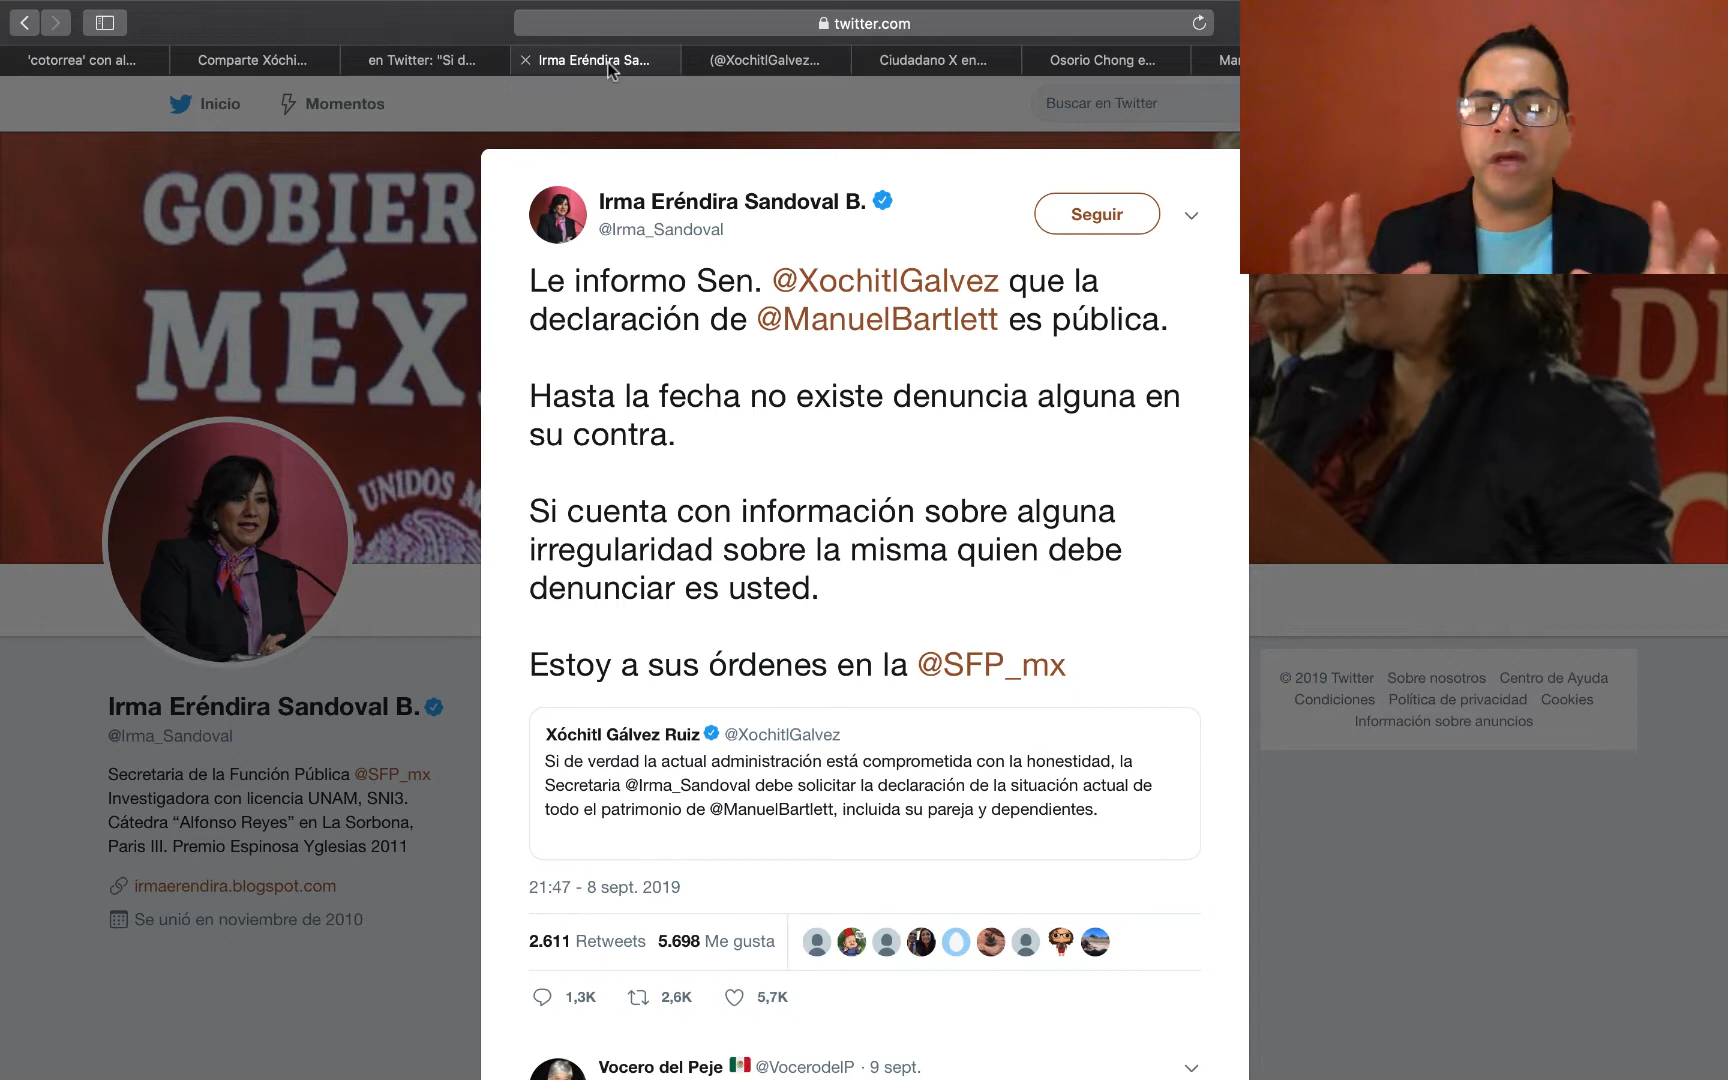 twitter.com
'cotorrea' con al...
Comparte Xóchi...
en Twitter: "Si d...
Irma Eréndira Sa...
(@XochitlGalvez...
Ciudadano X en...
Osorio Chong e...
Mar
Inicio
Momentos
Buscar en Twitter
GOBIER
MÉX
UNIDOS M
Irma Eréndira Sandoval B.
@Irma_Sandoval
Seguir
Le informo Sen. @XochitlGalvez que la
declaración de @ManuelBartlett es pública.
Hasta la fecha no existe denuncia alguna en
su contra.
Si cuenta con información sobre alguna
irregularidad sobre la misma quien debe
denunciar es usted.
Estoy a sus órdenes en la @SFP_mx
Xóchitl Gálvez Ruiz @XochitlGalvez
Si de verdad la actual administración está comprometida con la honestidad, la
Secretaria @Irma_Sandoval debe solicitar la declaración de la situación actual de
todo el patrimonio de @ManuelBartlett, incluida su pareja y dependientes.
21:47 - 8 sept. 2019
2.611 Retweets 5.698 Me gusta
1,3K 2,6K 5,7K
Vocero del Peje @VocerodelP · 9 sept.
Irma Eréndira Sandoval B.
@Irma_Sandoval
Secretaria de la Función Pública @SFP_mx
Investigadora con licencia UNAM, SNI3.
Cátedra “Alfonso Reyes” en La Sorbona,
Paris III. Premio Espinosa Yglesias 2011
irmaerendira.blogspot.com
Se unió en noviembre de 2010
DE
© 2019 Twitter Sobre nosotros Centro de Ayuda
Condiciones Política de privacidad Cookies
Información sobre anuncios